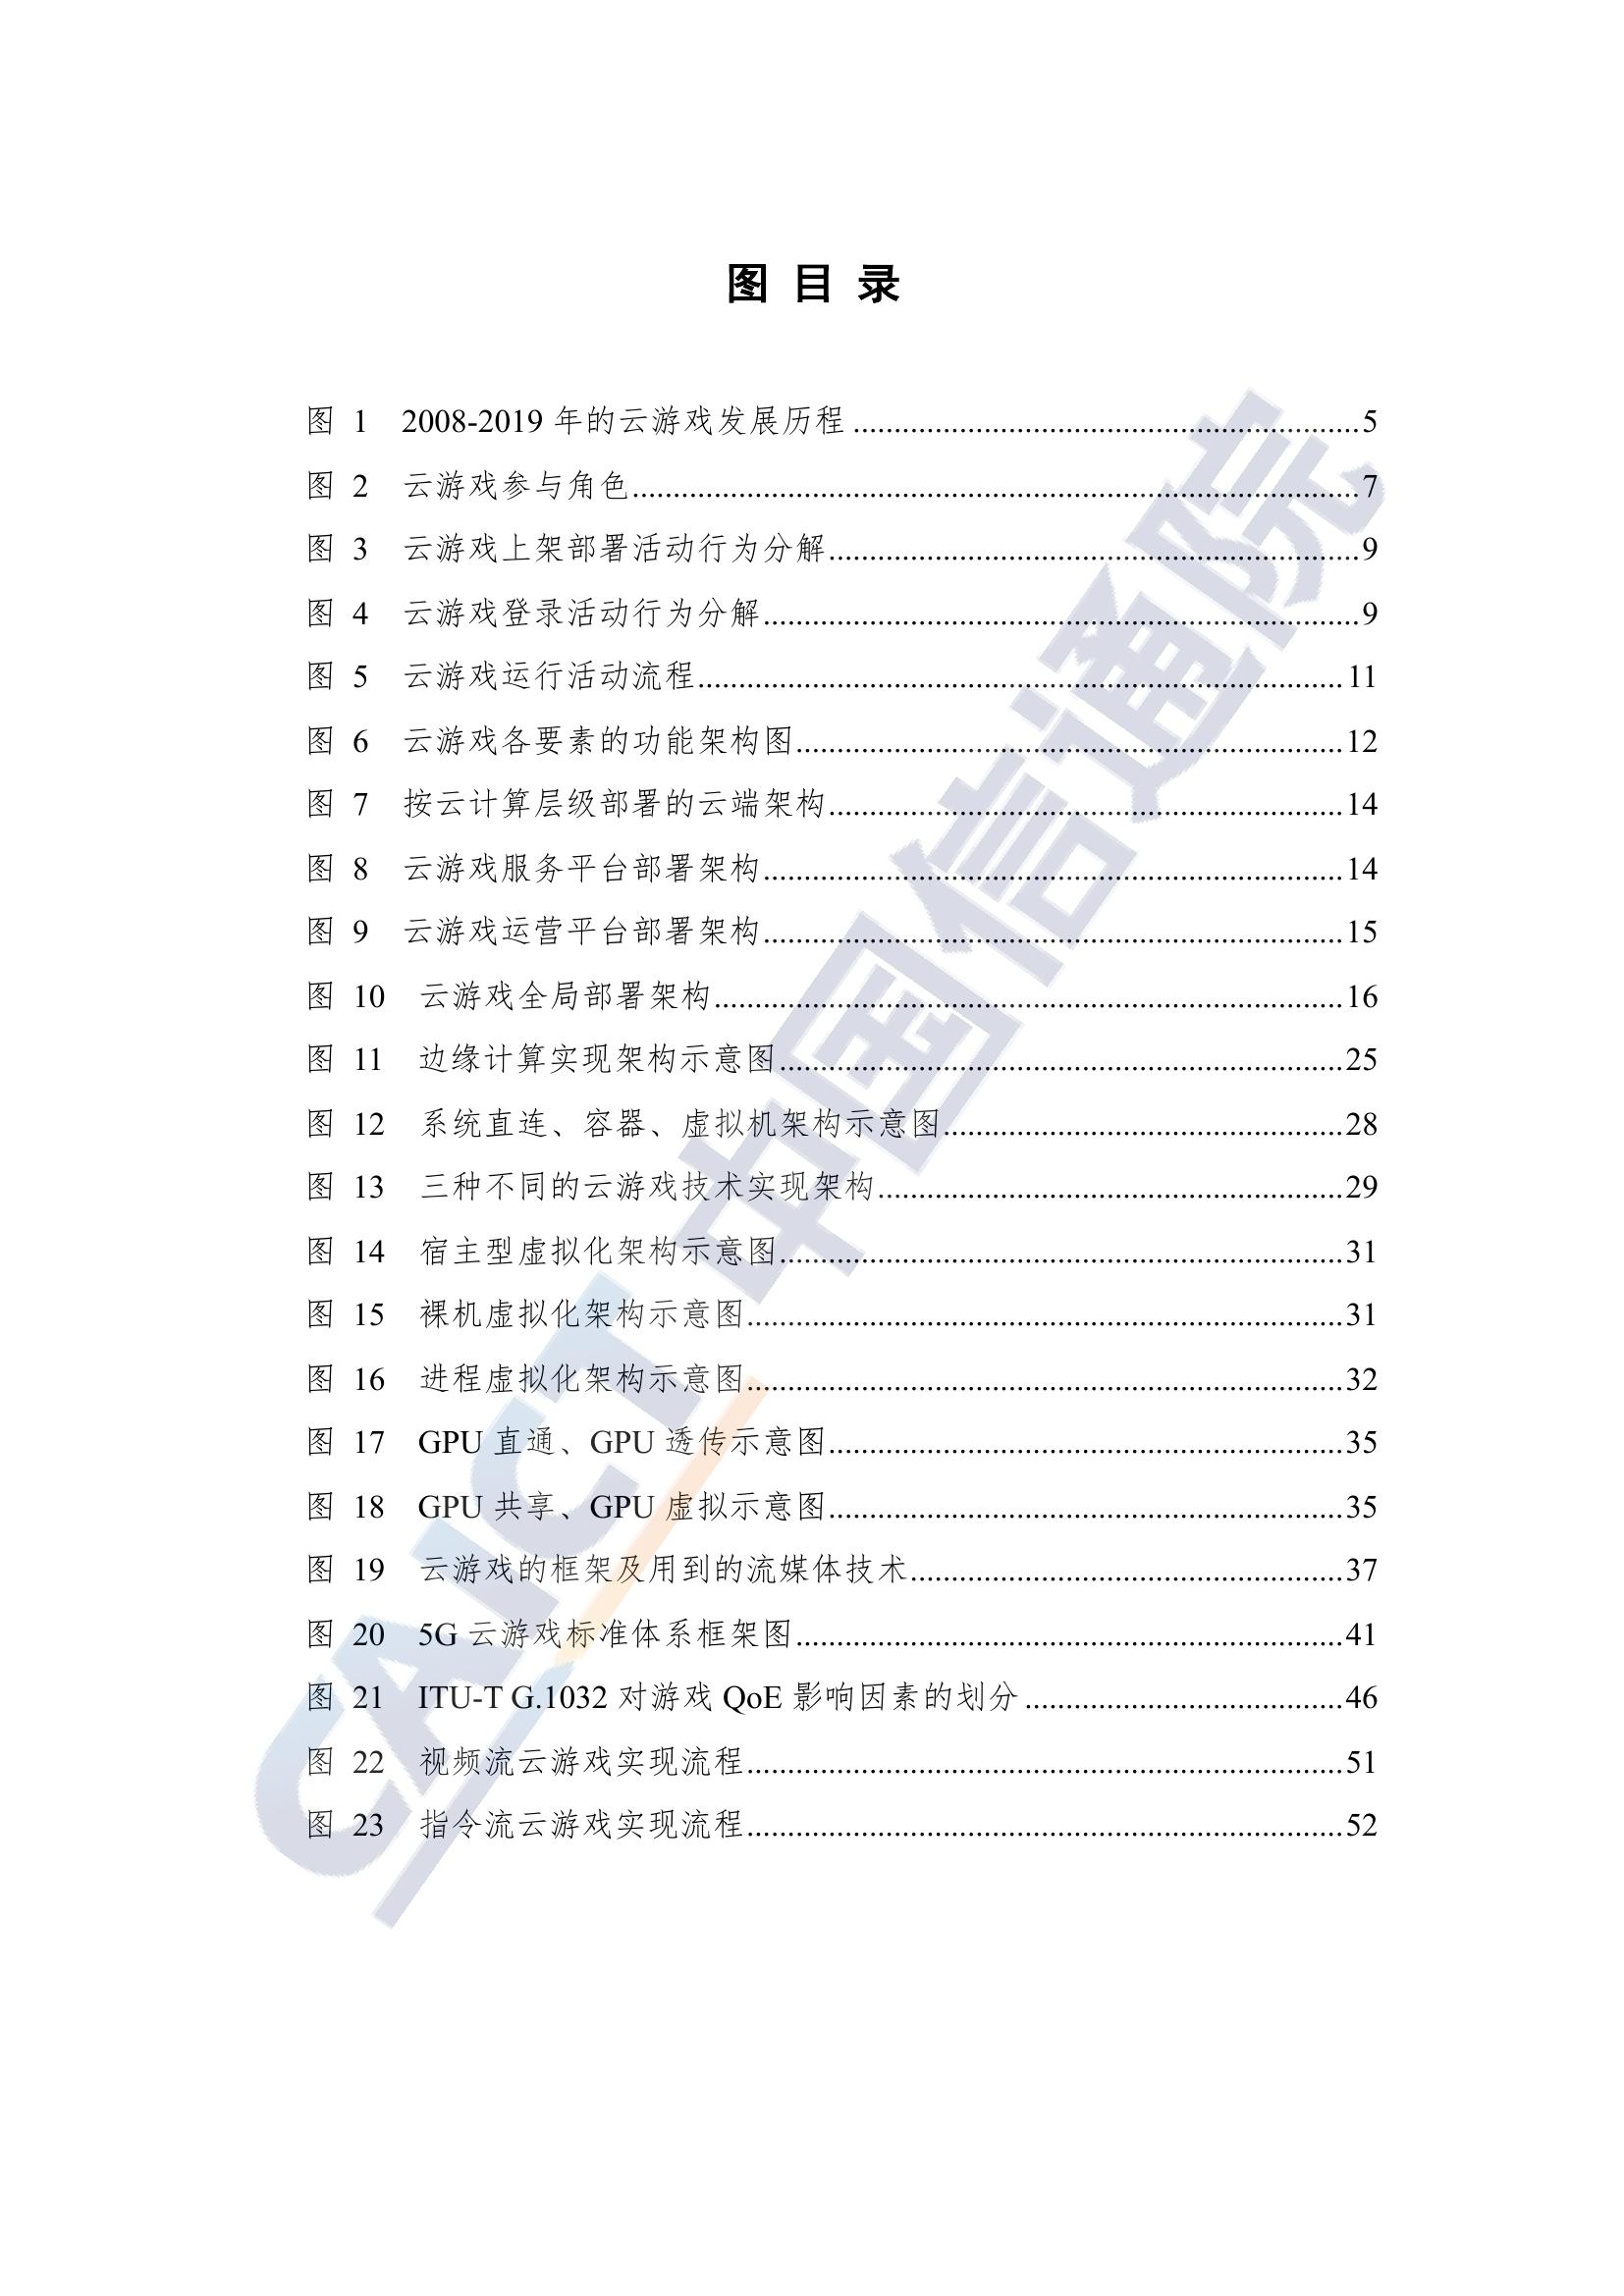 图 目 录
图 1 2008-2019 年的云游戏发展历程 5
图 2 云游戏参与角色 7
图 3 云游戏上架部署活动行为分解 9
图 4 云游戏登录活动行为分解 9
图 5 云游戏运行活动流程 11
图 6 云游戏各要素的功能架构图 12
图 7 按云计算层级部署的云端架构 14
图 8 云游戏服务平台部署架构 14
图 9 云游戏运营平台部署架构 15
图 10 云游戏全局部署架构 16
图 11 边缘计算实现架构示意图 25
图 12 系统直连、容器、虚拟机架构示意图 28
图 13 三种不同的云游戏技术实现架构 29
图 14 宿主型虚拟化架构示意图 31
图 15 裸机虚拟化架构示意图 31
图 16 进程虚拟化架构示意图 32
图 17 GPU 直通、GPU 透传示意图 35
图 18 GPU 共享、GPU 虚拟示意图 35
图 19 云游戏的框架及用到的流媒体技术 37
图 20 5G 云游戏标准体系框架图 41
图 21 ITU-T G.1032 对游戏 QoE 影响因素的划分 46
图 22 视频流云游戏实现流程 51
图 23 指令流云游戏实现流程 52
CAICT 中国信通院